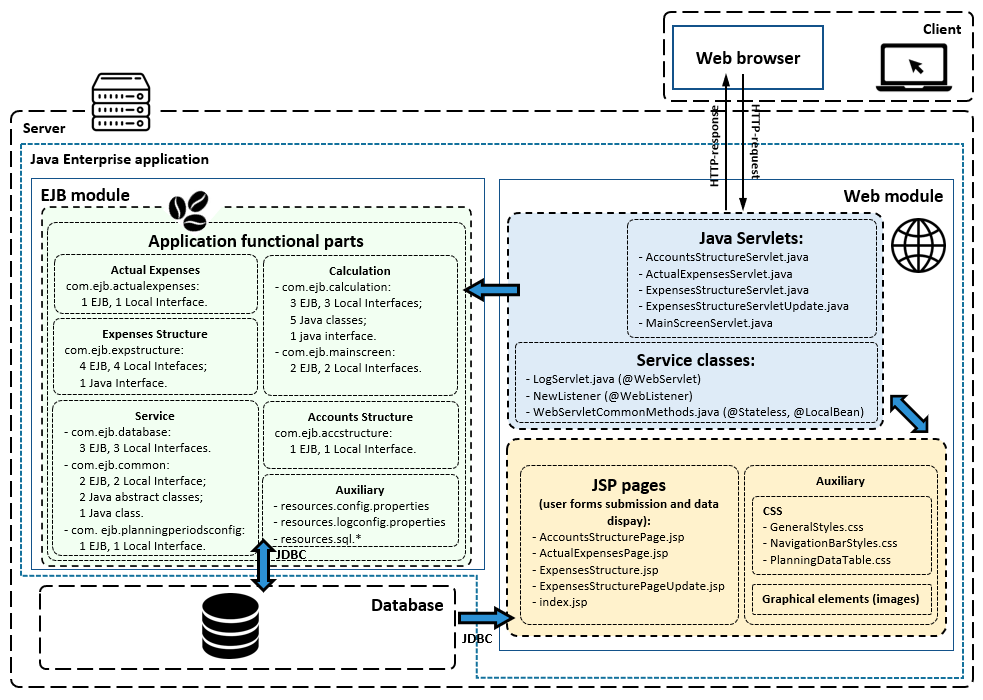 Client
Web browser
HTTP-response
HTTP-request
Server
Java Enterprise application
EJB module
Application functional parts
Actual Expenses
com.ejb.actualexpenses:
1 EJB, 1 Local Interface.
Expenses Structure
com.ejb.expstructure:
4 EJB, 4 Local Intefaces;
1 Java Interface.
Service
- com.ejb.database:
3 EJB, 3 Local Interfaces.
- com.ejb.common:
2 EJB, 2 Local Interface;
2 Java abstract classes;
1 Java class.
- com. ejb.planningperiodsconfig:
1 EJB, 1 Local Interface.
Calculation
- com.ejb.calculation:
3 EJB, 3 Local Interfaces;
5 Java classes;
1 java interface.
- com.ejb.mainscreen:
2 EJB, 2 Local Interfaces.
Accounts Structure
com.ejb.accstructure:
1 EJB, 1 Local Interface.
Auxiliary
- resources.config.properties
- resources.logconfig.properties
- resources.sql.*
JDBC
Database
JDBC
Web module
Java Servlets:
- AccountsStructureServlet.java
- ActualExpensesServlet.java
- ExpensesStructureServlet.java
- ExpensesStructureServletUpdate.java
- MainScreenServlet.java
Service classes:
- LogServlet.java (@WebServlet)
- NewListener (@WebListener)
- WebServletCommonMethods.java (@Stateless, @LocalBean)
JSP pages
(user forms submission and data
dispay):
- AccountsStructurePage.jsp
- ActualExpensesPage.jsp
- ExpensesStructure.jsp
- ExpensesStructurePageUpdate.jsp
- index.jsp
Auxiliary
CSS
- GeneralStyles.css
- NavigationBarStyles.css
- PlanningDataTable.css
Graphical elements (images)